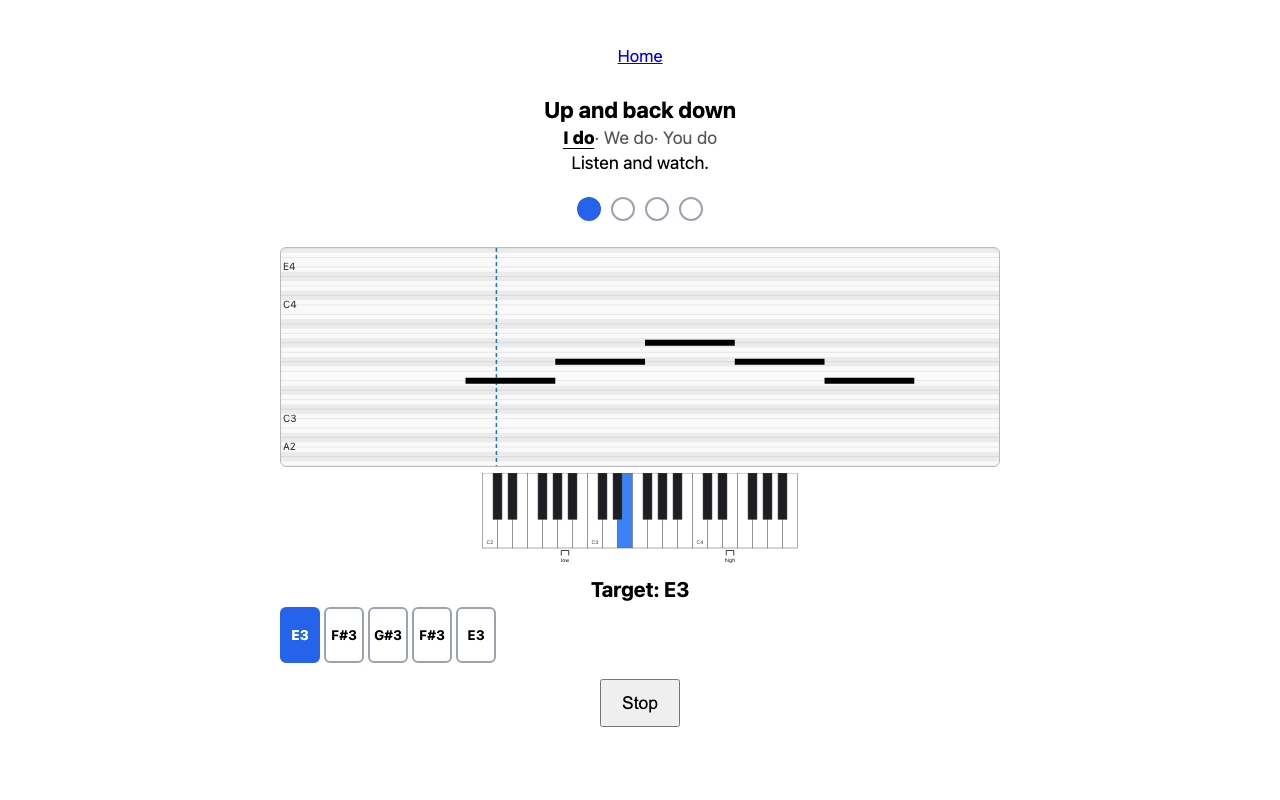 Home
Up and back down
I do· We do· You do
Listen and watch.
E4
C4
C3
A2
C2 C3 C4
low high
Target: E3
E3 F#3 G#3 F#3 E3
Stop